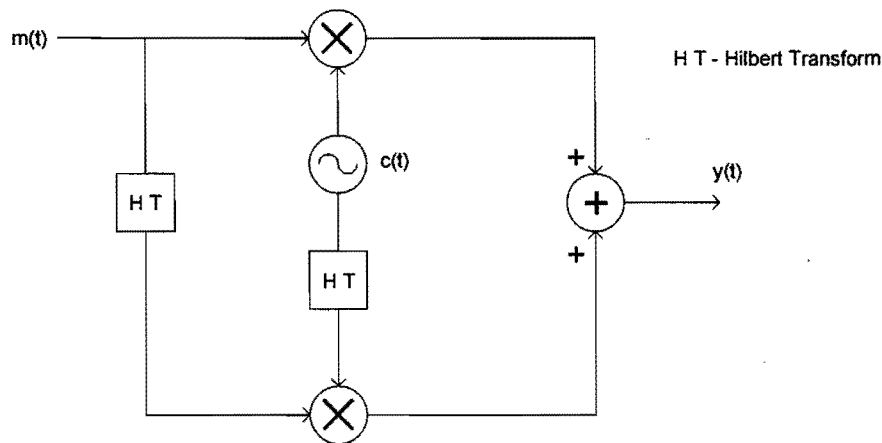 m(t)
H T - Hilbert Transform
c(t)
H T
+
y(t)
+
H T
+